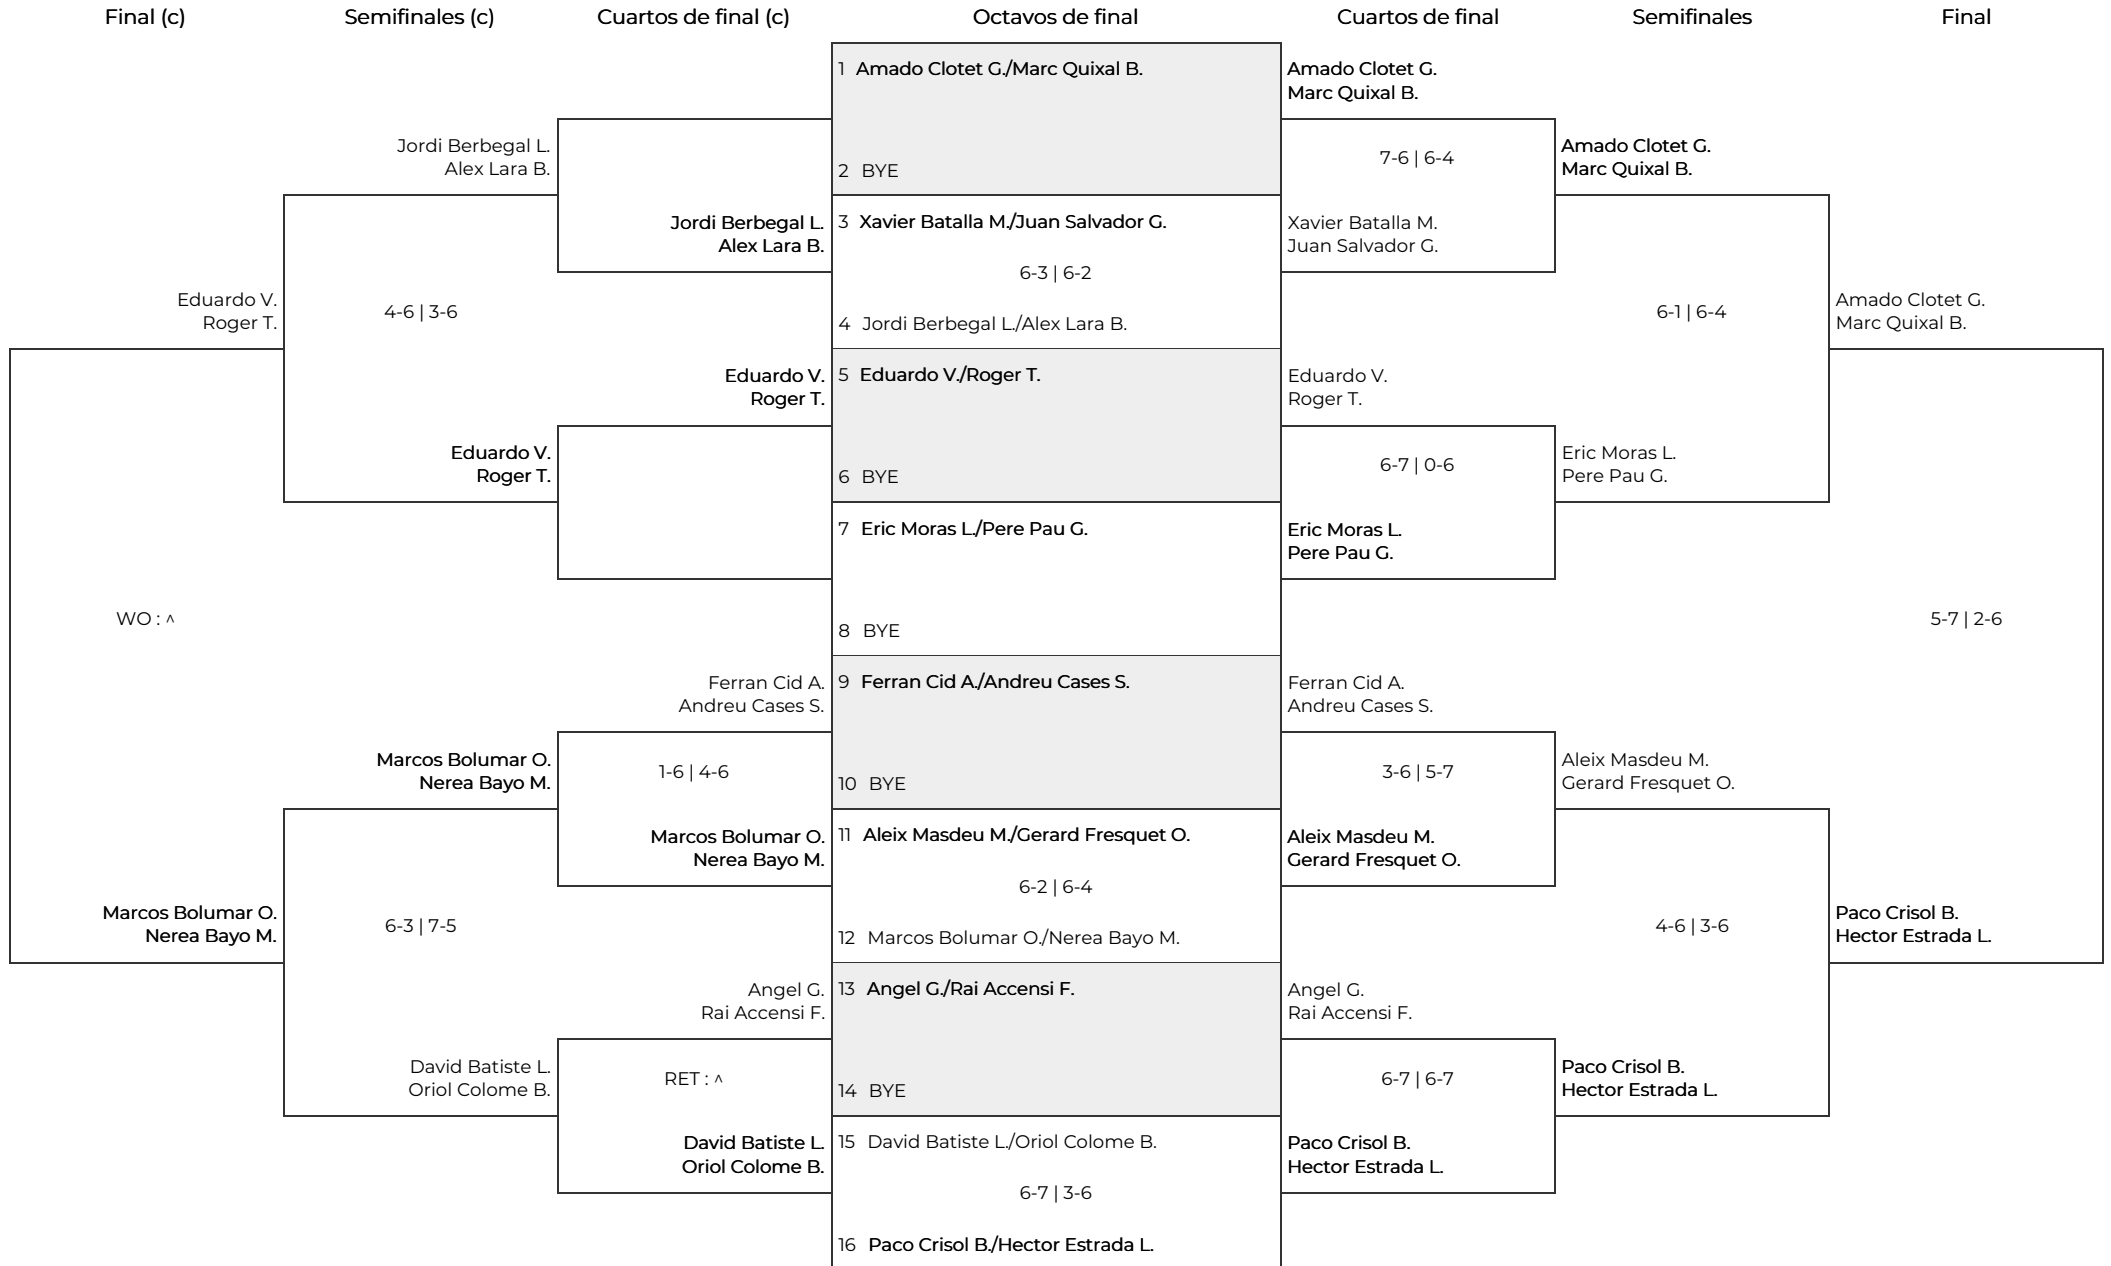 Final (c)
Semifinales (c)
Cuartos de final (c)
Octavos de final
Cuartos de final
Semifinales
Final
Eduardo V.
Roger T.
WO : ^
Marcos Bolumar O.
Nerea Bayo M.
Jordi Berbegal L.
Alex Lara B.
4-6 | 3-6
Eduardo V.
Roger T.
Marcos Bolumar O.
Nerea Bayo M.
6-3 | 7-5
David Batiste L.
Oriol Colome B.
Jordi Berbegal L.
Alex Lara B.
Eduardo V.
Roger T.
Ferran Cid A.
Andreu Cases S.
1-6 | 4-6
Marcos Bolumar O.
Nerea Bayo M.
Angel G.
Rai Accensi F.
RET : ^
David Batiste L.
Oriol Colome B.
1 Amado Clotet G./Marc Quixal B.
2 BYE
3 Xavier Batalla M./Juan Salvador G.
6-3 | 6-2
4 Jordi Berbegal L./Alex Lara B.
5 Eduardo V./Roger T.
6 BYE
7 Eric Moras L./Pere Pau G.
8 BYE
9 Ferran Cid A./Andreu Cases S.
10 BYE
11 Aleix Masdeu M./Gerard Fresquet O.
6-2 | 6-4
12 Marcos Bolumar O./Nerea Bayo M.
13 Angel G./Rai Accensi F.
14 BYE
15 David Batiste L./Oriol Colome B.
6-7 | 3-6
16 Paco Crisol B./Hector Estrada L.
Amado Clotet G.
Marc Quixal B.
7-6 | 6-4
Xavier Batalla M.
Juan Salvador G.
Eduardo V.
Roger T.
6-7 | 0-6
Eric Moras L.
Pere Pau G.
Ferran Cid A.
Andreu Cases S.
3-6 | 5-7
Aleix Masdeu M.
Gerard Fresquet O.
Angel G.
Rai Accensi F.
6-7 | 6-7
Paco Crisol B.
Hector Estrada L.
Amado Clotet G.
Marc Quixal B.
6-1 | 6-4
Eric Moras L.
Pere Pau G.
Aleix Masdeu M.
Gerard Fresquet O.
4-6 | 3-6
Paco Crisol B.
Hector Estrada L.
Amado Clotet G.
Marc Quixal B.
5-7 | 2-6
Paco Crisol B.
Hector Estrada L.